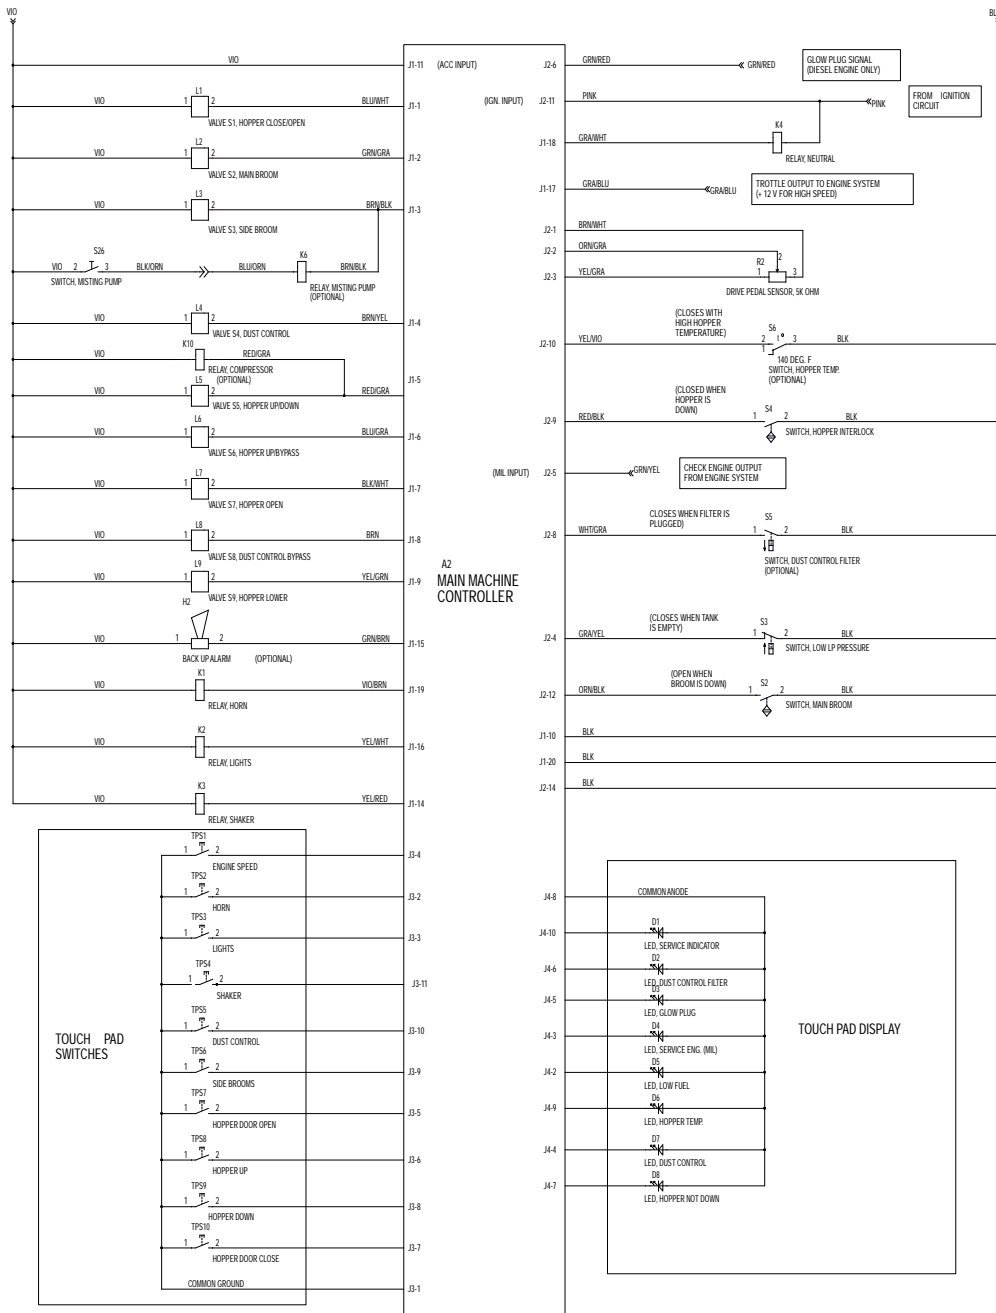 VIO
BL
VIO
J1-11
(ACC INPUT)
J2-6
GRN/RED
GRN/RED
GLOW PLUG SIGNAL
(DIESEL ENGINE ONLY)
VIO
1
L1
2
BLU/WHT
J1-1
VALVE S1, HOPPER CLOSE/OPEN
(IGN. INPUT)
J2-11
PINK
PINK
FROM IGNITION
CIRCUIT
VIO
1
L2
2
GRN/GRA
J1-2
VALVE S2, MAIN BROOM
J1-18
GRA/WHT
K4
RELAY, NEUTRAL
VIO
1
L3
2
BRN/BLK
J1-3
VALVE S3, SIDE BROOM
J1-17
GRA/BLU
GRA/BLU
TROTTLE OUTPUT TO ENGINE SYSTEM
(+ 12 V FOR HIGH SPEED)
J2-1
BRN/WHT
J2-2
ORN/GRA
J2-3
YEL/GRA
R2
1
2
3
DRIVE PEDAL SENSOR, 5K OHM
VIO
2
S26
3
BLK/ORN
BLU/ORN
K6
BRN/BLK
SWITCH, MISTING PUMP
RELAY, MISTING PUMP
(OPTIONAL)
VIO
1
L4
2
BRN/YEL
J1-4
VALVE S4, DUST CONTROL
(CLOSES WITH
HIGH HOPPER
TEMPERATURE)
J2-10
YEL/VIO
S6
2
1
3
BLK
140 DEG. F
SWITCH, HOPPER TEMP.
(OPTIONAL)
VIO
K10
RED/GRA
RELAY, COMPRESSOR
(OPTIONAL)
J1-5
VIO
1
L5
2
RED/GRA
VALVE S5, HOPPER UP/DOWN
(CLOSED WHEN
HOPPER IS
DOWN)
J2-9
RED/BLK
1
S4
2
BLK
SWITCH, HOPPER INTERLOCK
VIO
1
L6
2
BLU/GRA
J1-6
VALVE S6, HOPPER UP/BYPASS
(MIL INPUT)
J2-5
GRN/YEL
CHECK ENGINE OUTPUT
FROM ENGINE SYSTEM
VIO
1
L7
2
BLK/WHT
J1-7
VALVE S7, HOPPER OPEN
CLOSES WHEN FILTER IS
PLUGGED)
J2-8
WHT/GRA
1
S5
2
BLK
SWITCH, DUST CONTROL FILTER
(OPTIONAL)
VIO
1
L8
2
BRN
J1-8
VALVE S8, DUST CONTROL BYPASS
A2
MAIN MACHINE
CONTROLLER
VIO
1
L9
2
YEL/GRN
J1-9
VALVE S9, HOPPER LOWER
VIO
1
H2
2
GRN/BRN
J1-15
BACK UP ALARM (OPTIONAL)
(CLOSES WHEN TANK
IS EMPTY)
J2-4
GRA/YEL
1
S3
2
BLK
SWITCH, LOW LP PRESSURE
VIO
K1
VIO/BRN
J1-19
RELAY, HORN
(OPEN WHEN
BROOM IS DOWN)
J2-12
ORN/BLK
1
S2
2
BLK
SWITCH, MAIN BROOM
VIO
K2
YEL/WHT
J1-16
RELAY, LIGHTS
J1-10
BLK
J1-20
BLK
J2-14
BLK
VIO
K3
YEL/RED
J1-14
RELAY, SHAKER
TOUCH PAD
SWITCHES
TPS1
1
2
J3-4
ENGINE SPEED
TPS2
1
2
J3-2
HORN
TPS3
1
2
J3-3
LIGHTS
TPS4
1
2
J3-11
SHAKER
TPS5
1
2
J3-10
DUST CONTROL
TPS6
1
2
J3-9
SIDE BROOMS
TPS7
1
2
J3-5
HOPPER DOOR OPEN
TPS8
1
2
J3-6
HOPPER UP
TPS9
1
2
J3-8
HOPPER DOWN
TPS10
1
2
J3-7
HOPPER DOOR CLOSE
COMMON GROUND
J3-1
J4-8
COMMON ANODE
J4-10
D1
LED, SERVICE INDICATOR
J4-6
D2
LED, DUST CONTROL FILTER
J4-5
D3
LED, GLOW PLUG
J4-3
D4
LED, SERVICE ENG. (MIL)
J4-2
D5
LED, LOW FUEL
J4-9
D6
LED, HOPPER TEMP.
J4-4
D7
LED, DUST CONTROL
J4-7
D8
LED, HOPPER NOT DOWN
TOUCH PAD DISPLAY